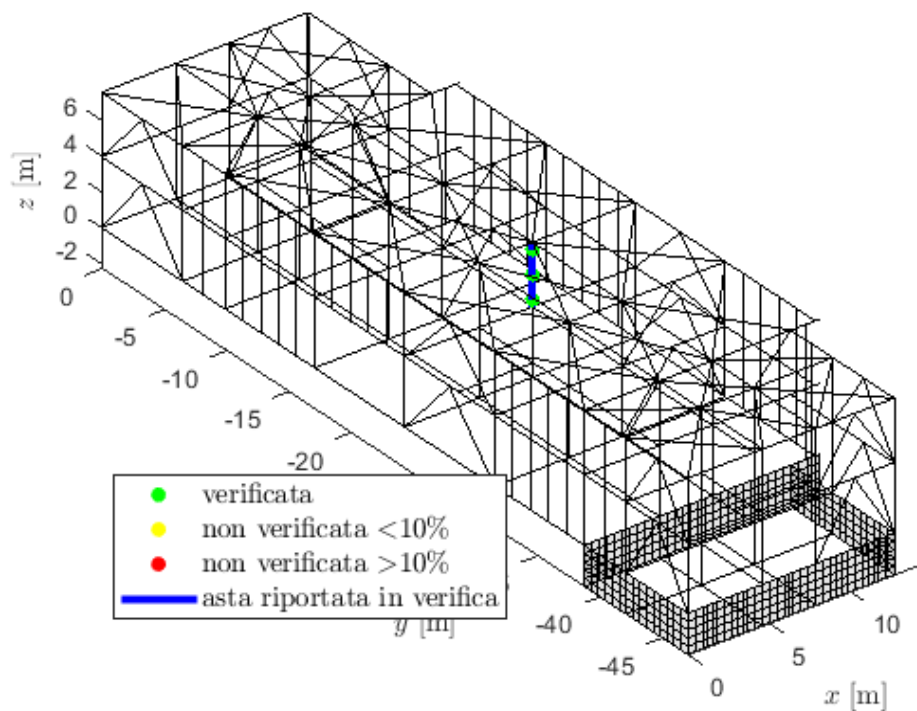 6
4
2
0
-2
z [m]
0
-5
-10
-15
-20
-40
-45
y [m]
0
5
10
x [m]
verificata
non verificata <10%
non verificata >10%
asta riportata in verifica